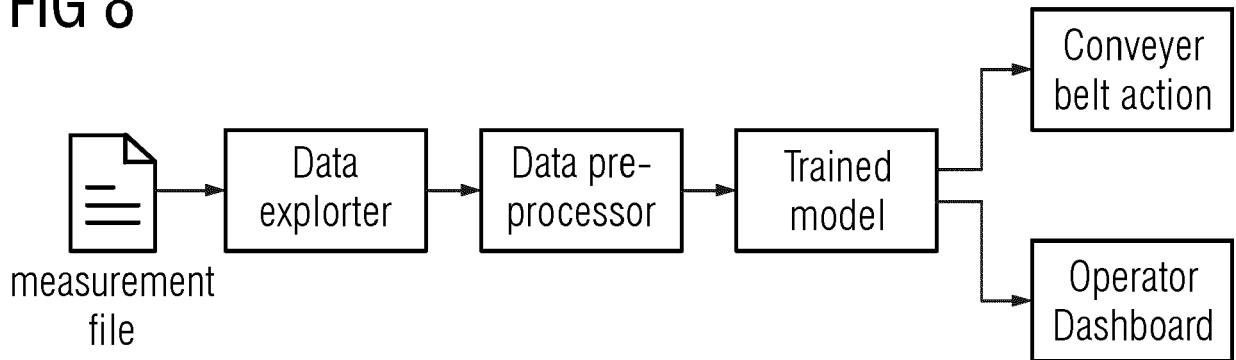 FIG 8
Conveyer
belt action
Data
explorter
Data pre-
processor
Trained
model
measurement
file
Operator
Dashboard